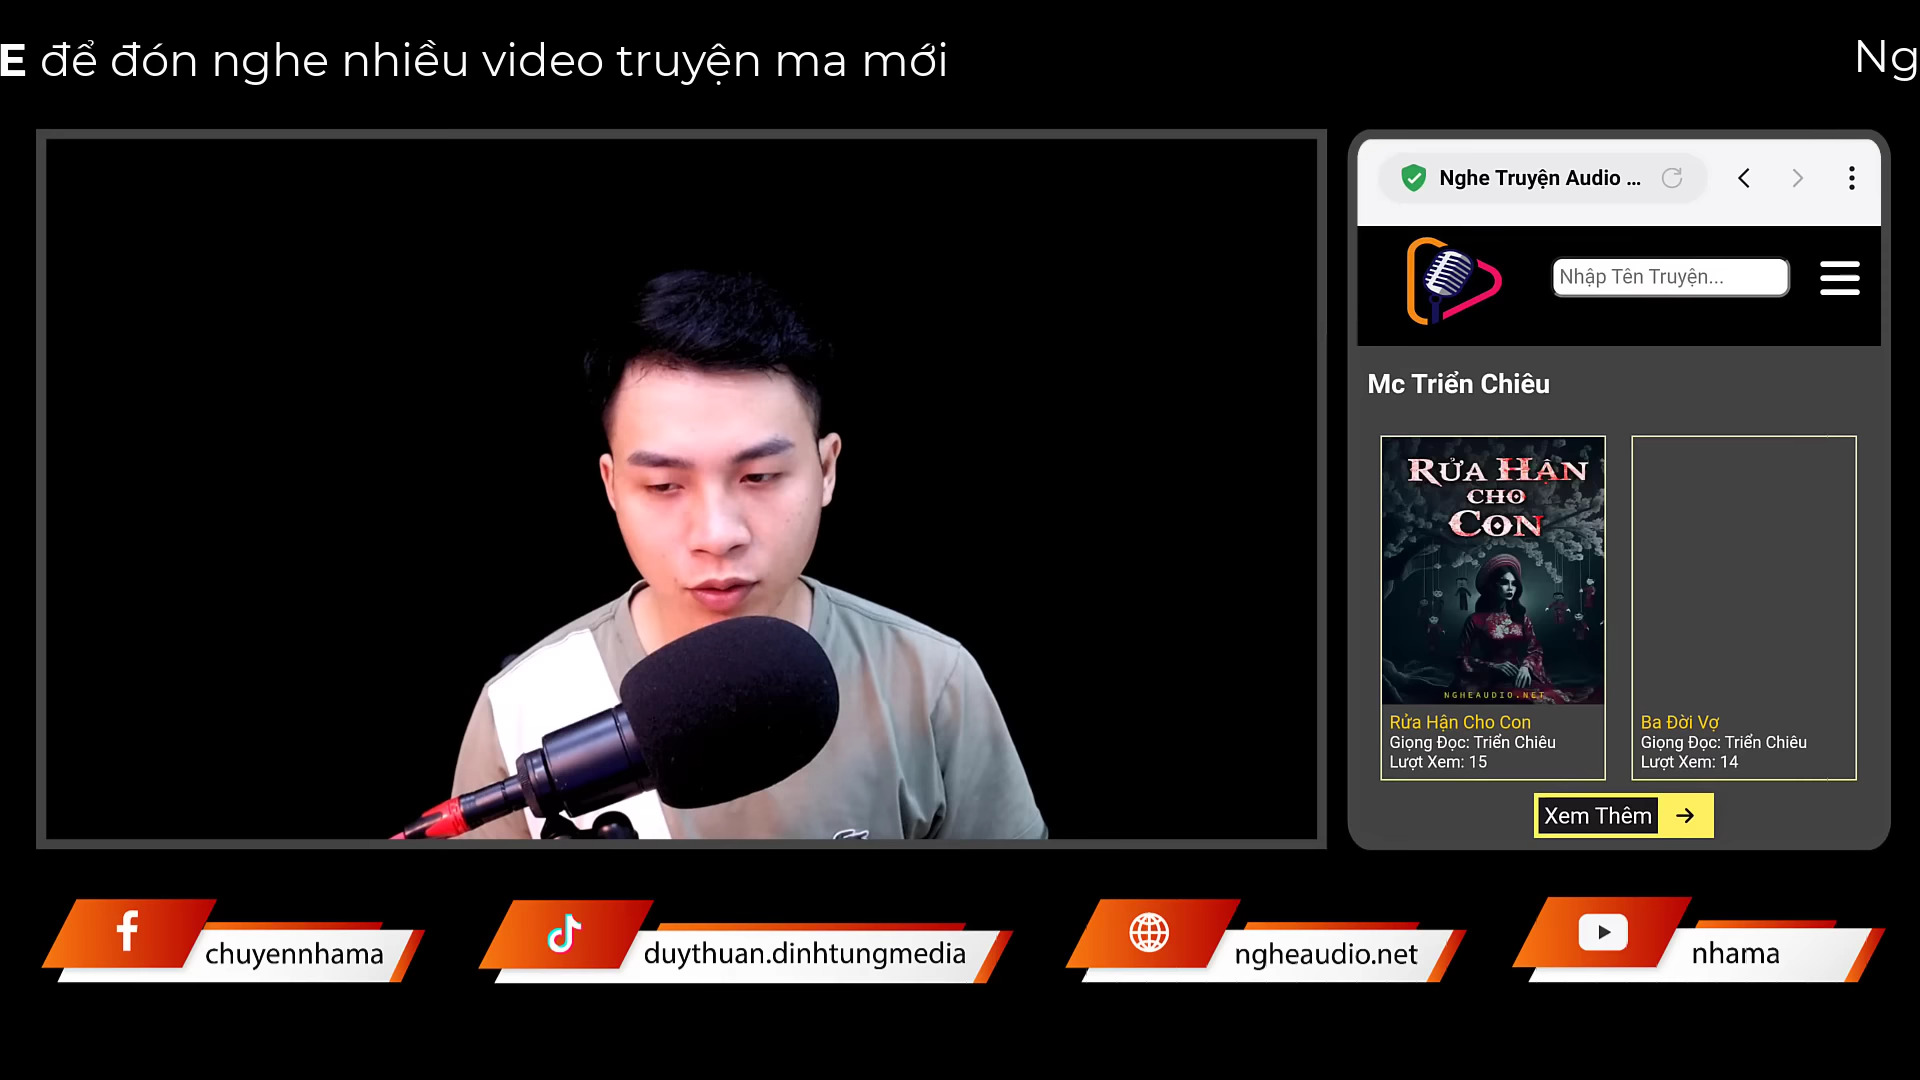 E để đón nghe nhiều video truyện ma mới
Ng
Nghe Truyện Audio ...
Nhập Tên Truyện...
Mc Triển Chiêu
RỬA HẬN
CHO
CON
NGHEAUDIO.NET
Rửa Hận Cho Con
Giọng Đọc: Triển Chiêu
Lượt Xem: 15
Ba Đời Vợ
Giọng Đọc: Triển Chiêu
Lượt Xem: 14
Xem Thêm
chuyennhama
duythuan.dinhtungmedia
ngheaudio.net
nhama